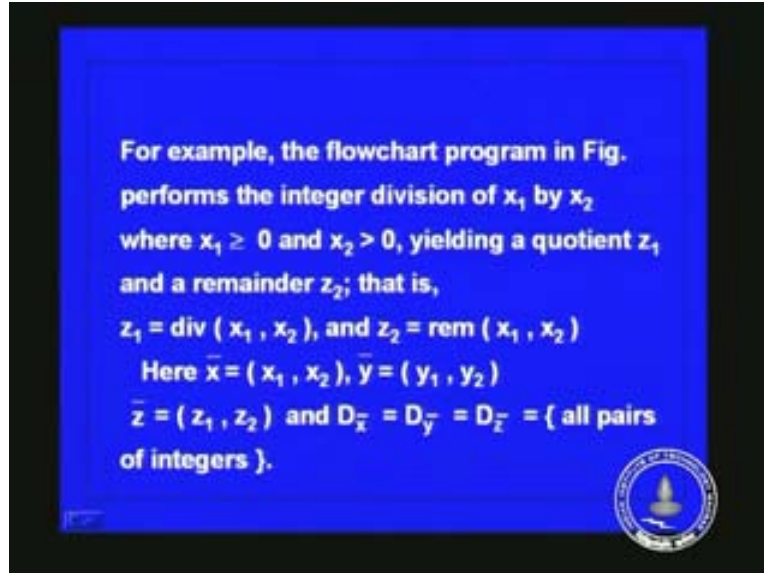 For example, the flowchart program in Fig.
performs the integer division of x₁ by x₂
where x₁ ≥ 0 and x₂ > 0, yielding a quotient z₁
and a remainder z₂; that is,
z₁ = div ( x₁ , x₂ ), and z₂ = rem ( x₁ , x₂ )
Here x̅ = ( x₁ , x₂ ), y̅ = ( y₁ , y₂ )
z̅ = ( z₁ , z₂ ) and Dx̅ = Dy̅ = Dz̅ = { all pairs
of integers }.